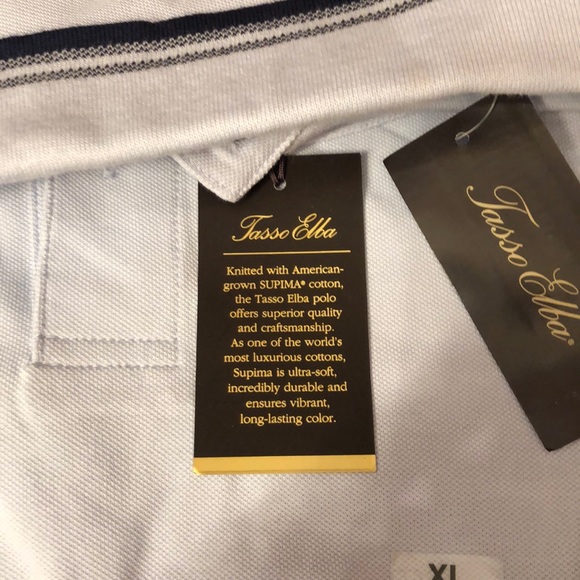 Tasso Elba
Knitted with American-
grown SUPIMA® cotton,
the Tasso Elba polo
offers superior quality
and craftsmanship.
As one of the world's
most luxurious cottons,
Supima is ultra-soft,
incredibly durable and
ensures vibrant,
long-lasting color.
Tasso Elba®
XL